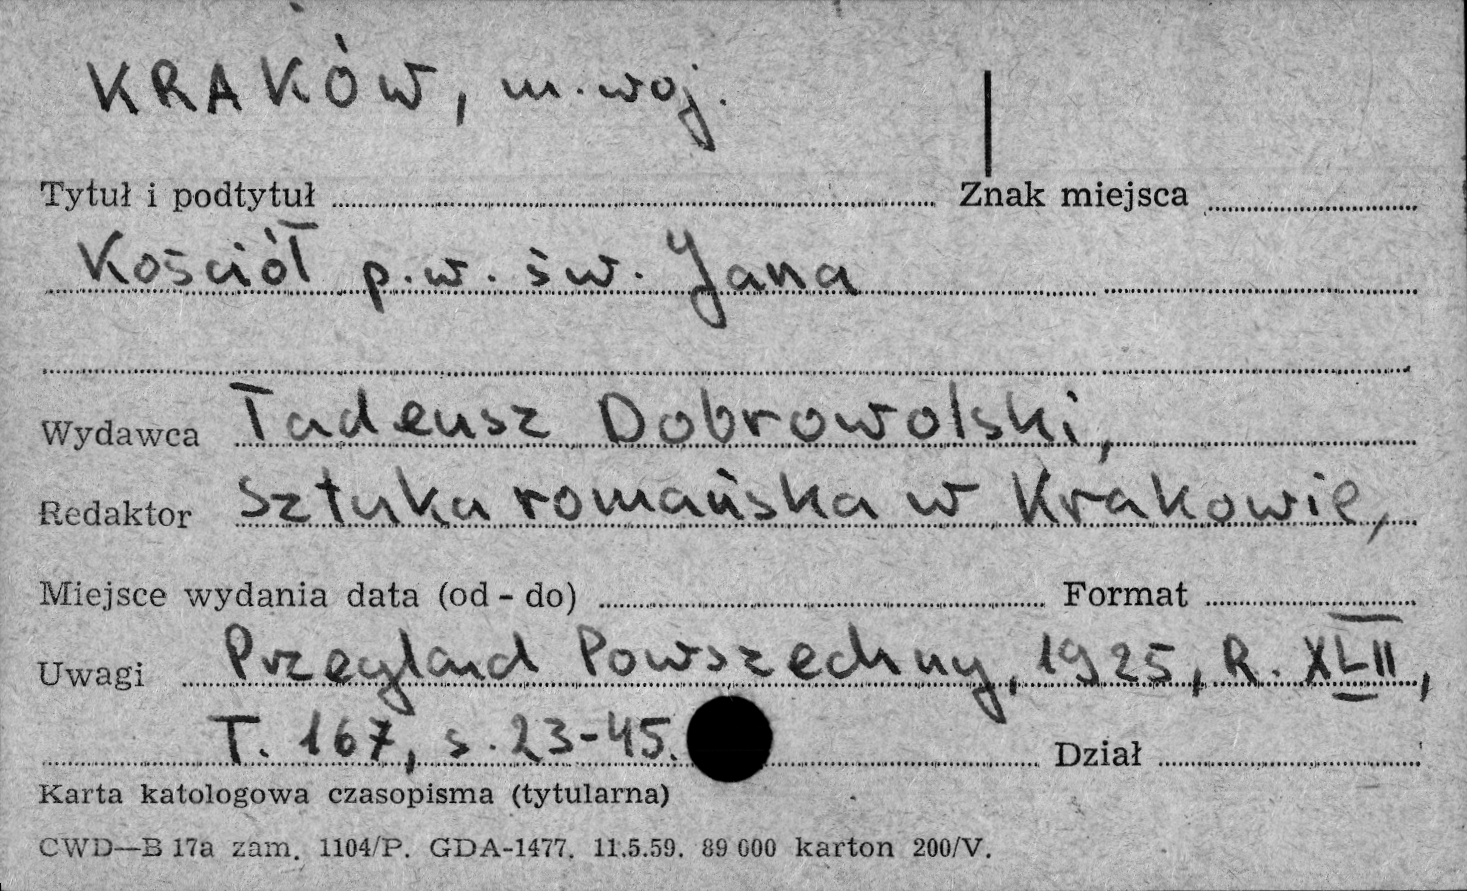 KRAKÓW, m. woj.
Tytuł i podtytuł Znak miejsca
Kościół p.w. św. Jana
Wydawca Tadeusz Dobrowolski,
Redaktor Sztuka romańska w Krakowie,
Miejsce wydania data (od - do) Format
Uwagi Przegląd Powszechny, 1925, R. XLII,
T. 167, s. 23-45. Dział
Karta katologowa czasopisma (tytularna)
CWD—B 17a zam. 1104/P. GDA-1477. 11.5.59. 89 000 karton 200/V.